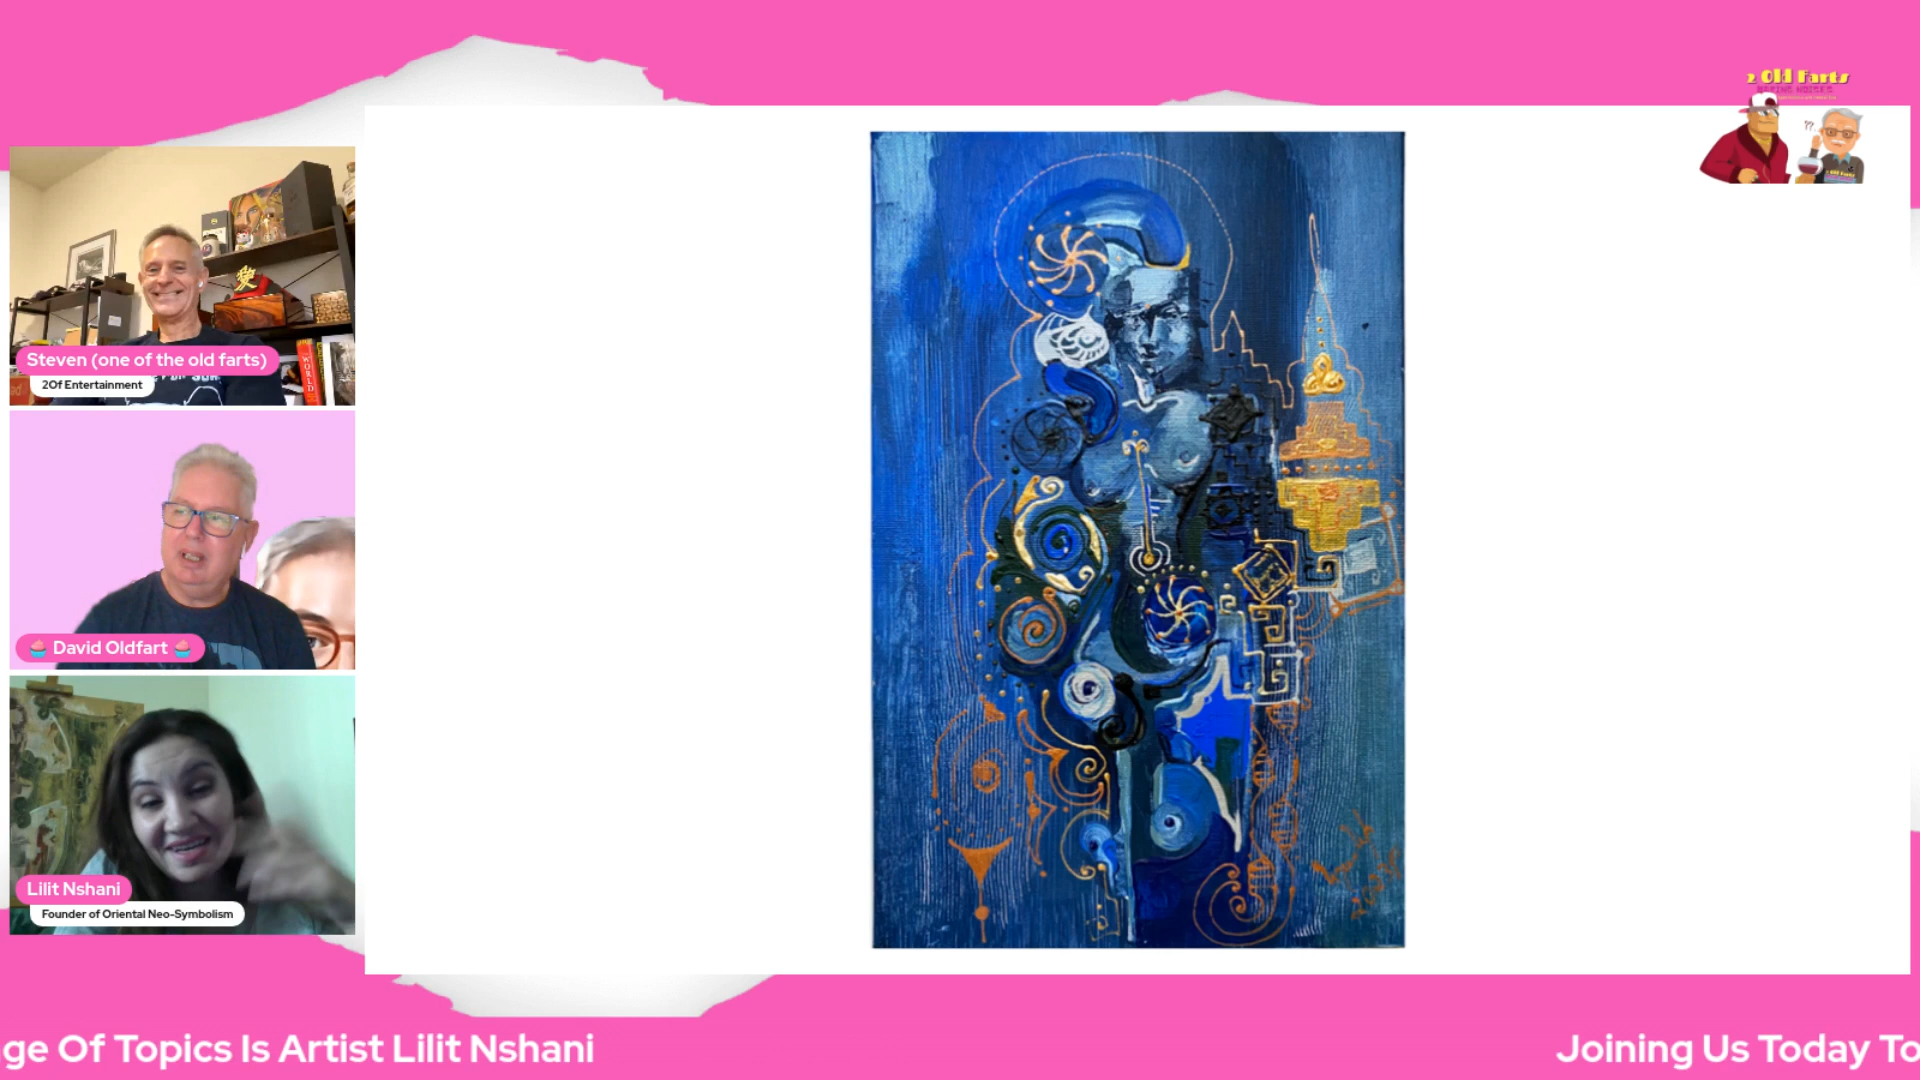 2 Old Farts
Steven (one of the old farts)
2Of Entertainment
WORLD
David Oldfart
Lilit Nshani
Founder of Oriental Neo-Symbolism
ge Of Topics Is Artist Lilit Nshani
Joining Us Today To